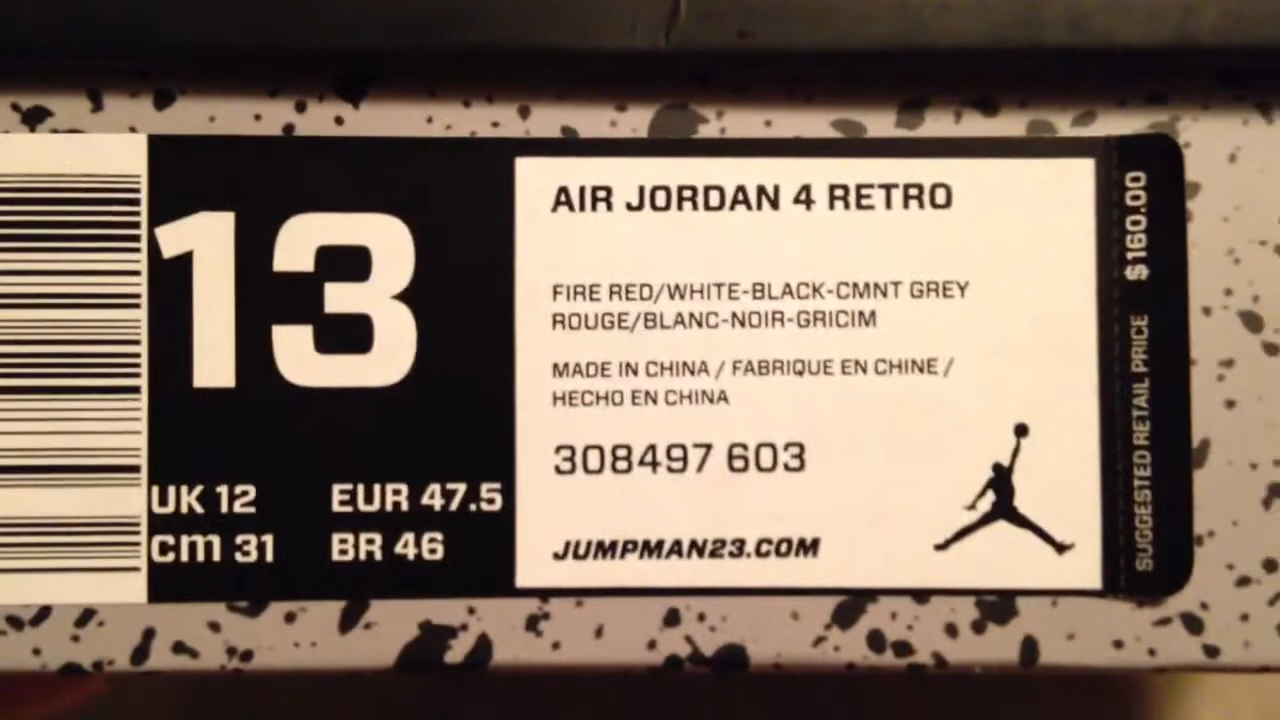 13
UK 12 EUR 47.5
cm 31 BR 46
AIR JORDAN 4 RETRO
FIRE RED/WHITE-BLACK-CMNT GREY
ROUGE/BLANC-NOIR-GRICIM
MADE IN CHINA / FABRIQUE EN CHINE /
HECHO EN CHINA
308497 603
JUMPMAN23.COM
SUGGESTED RETAIL PRICE $160.00